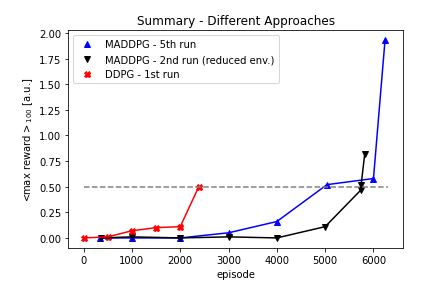 Summary - Different Approaches
MADDPG - 5th run
MADDPG - 2nd run (reduced env.)
DDPG - 1st run
<max reward >100 [a.u.]
2.00
1.75
1.50
1.25
1.00
0.75
0.50
0.25
0.00
0 1000 2000 3000 4000 5000 6000
episode